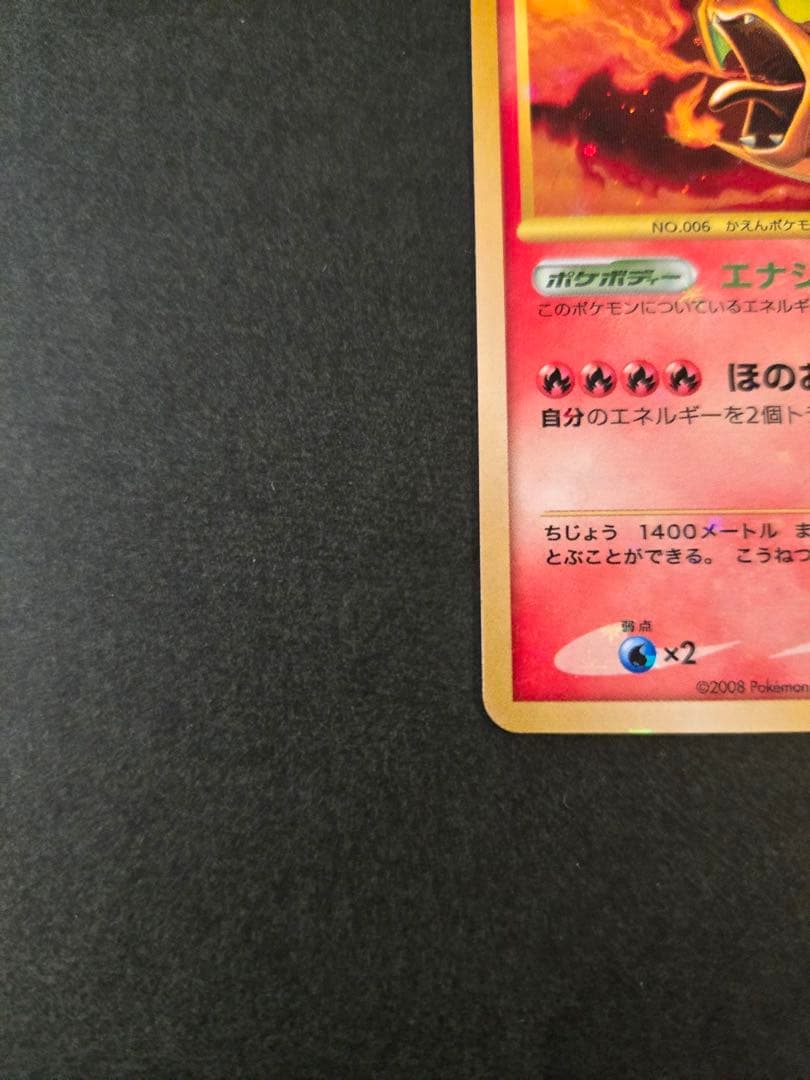 NO.006 かえんポケモ
ポケボディー エナジ
このポケモンについているエネルギ
ほのお
自分のエネルギーを2個ト
ちじょう 1400メートル ま
とぶことができる。 こうねつ
弱点
×2
©2008 Pokémon